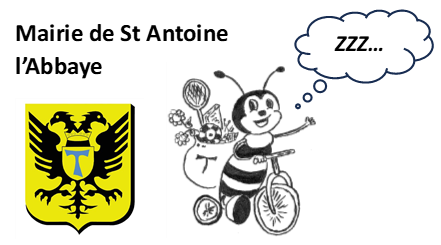 Mairie de St Antoine
l’Abbaye
ZZZ...
T
T